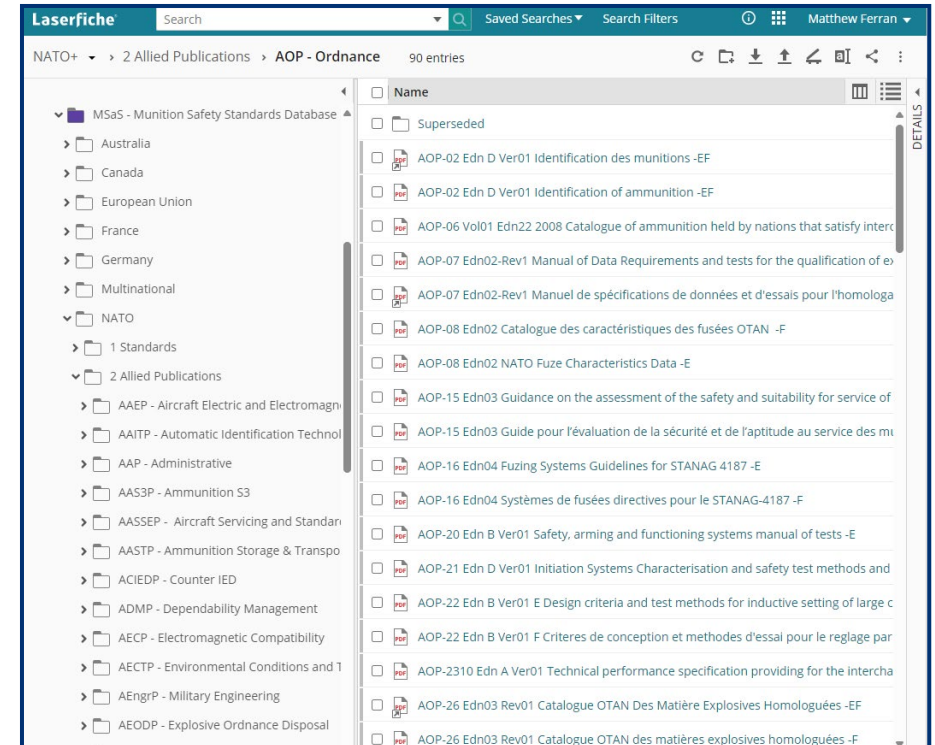 Laserfiche Search Saved Searches Search Filters Matthew Ferran
NATO+ › 2 Allied Publications › AOP - Ordnance 90 entries
MSaS - Munition Safety Standards Database
Australia
Canada
European Union
France
Germany
Multinational
NATO
1 Standards
2 Allied Publications
AAEP - Aircraft Electric and Electromagn
AAITP - Automatic Identification Technol
AAP - Administrative
AAS3P - Ammunition S3
AASSEP - Aircraft Servicing and Standar
AASTP - Ammunition Storage & Transpo
ACIEDP - Counter IED
ADMP - Dependability Management
AECP - Electromagnetic Compatibility
AECTP - Environmental Conditions and T
AEngrP - Military Engineering
AEODP - Explosive Ordnance Disposal
Name
Superseded
AOP-02 Edn D Ver01 Identification des munitions -EF
AOP-02 Edn D Ver01 Identification of ammunition -EF
AOP-06 Vol01 Edn22 2008 Catalogue of ammunition held by nations that satisfy interc
AOP-07 Edn02-Rev1 Manual of Data Requirements and tests for the qualification of ex
AOP-07 Edn02-Rev1 Manuel de spécifications de données et d'essais pour l'homologa
AOP-08 Edn02 Catalogue des caractéristiques des fusées OTAN -F
AOP-08 Edn02 NATO Fuze Characteristics Data -E
AOP-15 Edn03 Guidance on the assessment of the safety and suitability for service of
AOP-15 Edn03 Guide pour l'évaluation de la sécurité et de l'aptitude au service des mu
AOP-16 Edn04 Fuzing Systems Guidelines for STANAG 4187 -E
AOP-16 Edn04 Systèmes de fusées directives pour le STANAG-4187 -F
AOP-20 Edn B Ver01 Safety, arming and functioning systems manual of tests -E
AOP-21 Edn D Ver01 Initiation Systems Characterisation and safety test methods and
AOP-22 Edn B Ver01 E Design criteria and test methods for inductive setting of large c
AOP-22 Edn B Ver01 F Criteres de conception et methodes d'essai pour le reglage par
AOP-2310 Edn A Ver01 Technical performance specification providing for the intercha
AOP-26 Edn03 Rev01 Catalogue OTAN Des Matière Explosives Homologuées -EF
AOP-26 Edn03 Rev01 Catalogue OTAN des matières explosives homologuées -F
DETAILS